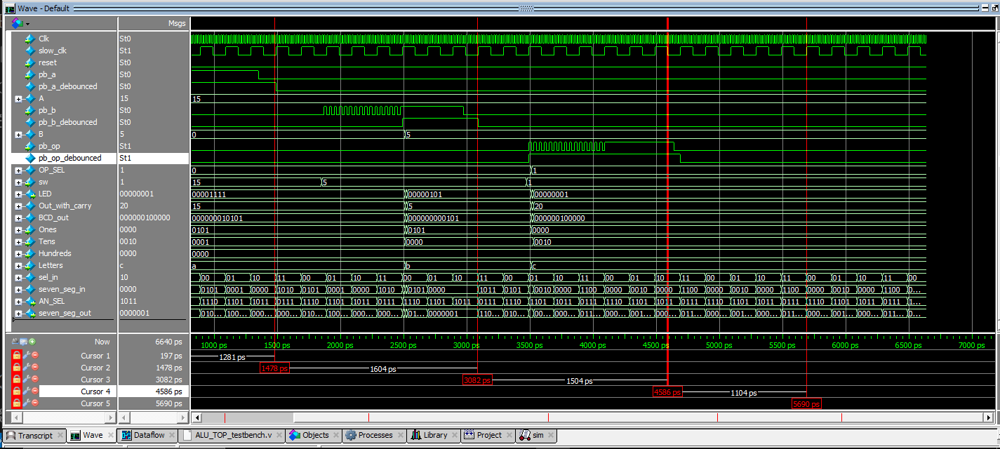 Wave - Default
Msgs
Clk St0
slow_clk St1
reset St0
pb_a St0
pb_a_debounced St0
A 15 15
pb_b St0
pb_b_debounced St0
B 5 0 5
pb_op St1
pb_op_debounced St1
OP_SEL 1 0 1
sw 1 15 5 1
LED 00000001 00001111 00000101 00000001
Out_with_carry 20 15 5 20
BCD_out 000000100000 000000010101 000000000101 000000100000
Ones 0000 0101 0101 0000
Tens 0010 0001 0000 0010
Hundreds 0000 0000
Letters c a b c
sel_in 10 00 01 10 11 00 01 10 11 00 01 10 11 00 01 10 11 00 01 10 11 00 01 10 11 00 01 10 11 00
seven_seg_in 0000 0101 0001 0000 1010 0101 0001 0000 1010 0101 0000 1011 0101 0010 0000 1100 0000 0010 0000 1100 0000 0010 0000 1100 0000 0010 0000 1100 0...
AN_SEL 1011 1110 1101 1011 0111 1110 1101 1011 0111 1110 1101 1011 0111 1110 1101 1011 0111 1110 1101 1011 0111 1110 1101 1011 0111 1110 1101 1011 0111 1...
seven_seg_out 0000001 010... 100... 000... 000... 010... 100... 000... 000... 01... 0000001 110... 010... 00... 000... 011... 000... 001... 000... 011... 000... 001... 000... 011... 000... 001... 000... 011... 0...
Now 6640 ps 1000 ps 1500 ps 2000 ps 2500 ps 3000 ps 3500 ps 4000 ps 4500 ps 5000 ps 5500 ps 6000 ps 6500 ps 7000 ps
Cursor 1 197 ps 1281 ps
Cursor 2 1478 ps 1478 ps 1604 ps
Cursor 3 3082 ps 3082 ps 1504 ps
Cursor 4 4586 ps 4586 ps 1104 ps
Cursor 5 5690 ps 5690 ps
Transcript Wave Dataflow ALU_TOP_testbench.v Objects Processes Library Project sim